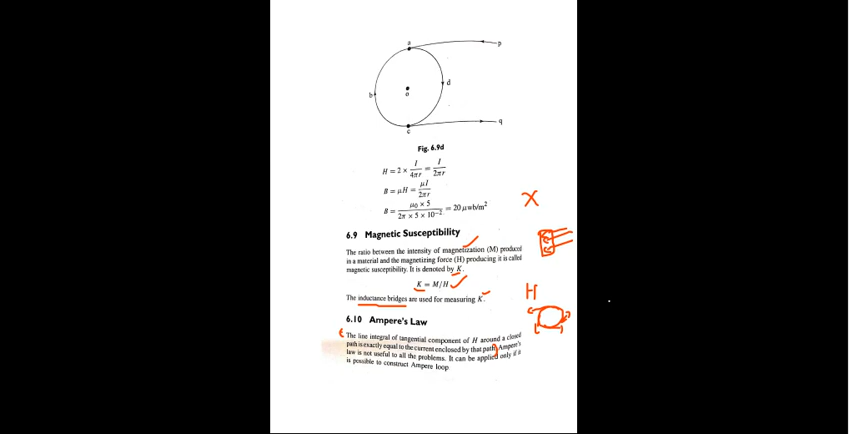 a
p
d
b
o
c
q
Fig. 6.9d
H = 2 × I/4πr = I/2πr
B = μH = μI/2πr
B = μ₀ × 5/2π × 5 × 10⁻² = 20 μwb/m²
X
6.9 Magnetic Susceptibility
The ratio between the intensity of magnetization (M) produced
in a material and the magnetizing force (H) producing it is called
magnetic susceptibility. It is denoted by K.
K = M/H
The inductance bridges are used for measuring K.
H
6.10 Ampere's Law
The line integral of tangential component of H around a closed
path is exactly equal to the current enclosed by that path. Ampere's
law is not useful to all the problems. It can be applied only if it
is possible to construct Ampere loop.